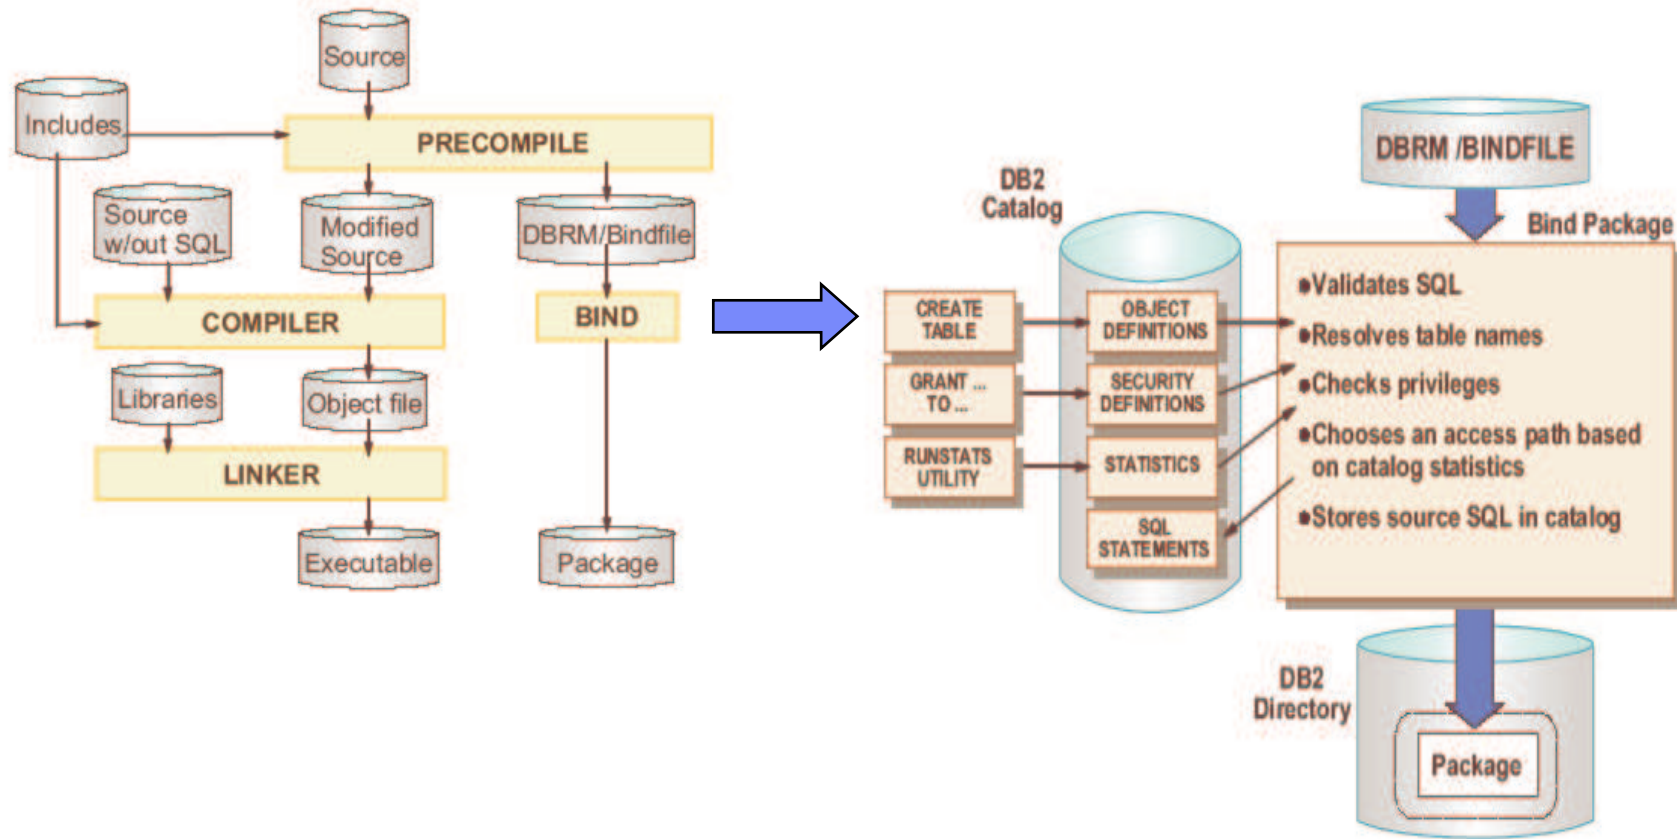 Source
Includes
PRECOMPILE
Source
w/out SQL
Modified
Source
DBRM/Bindfile
COMPILER
BIND
Libraries
Object file
LINKER
Executable
Package
DBRM /BINDFILE
DB2
Catalog
Bind Package
CREATE
TABLE
OBJECT
DEFINITIONS
GRANT ...
TO ...
SECURITY
DEFINITIONS
RUNSTATS
UTILITY
STATISTICS
SQL
STATEMENTS
•Validates SQL
•Resolves table names
•Checks privileges
•Chooses an access path based
on catalog statistics
•Stores source SQL in catalog
DB2
Directory
Package